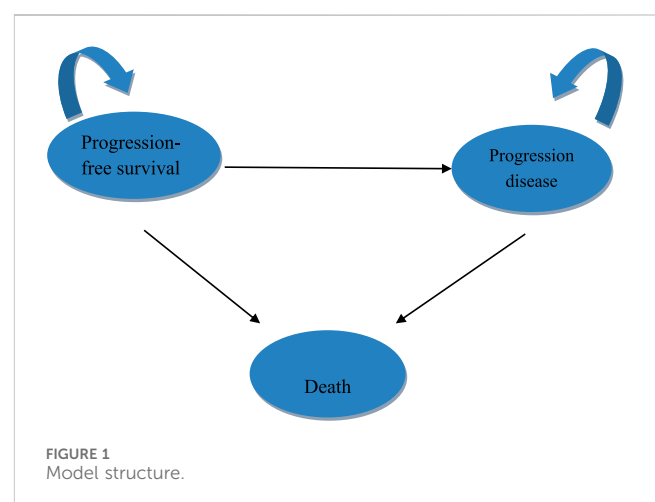 Progression-
free survival
Progression
disease
Death
FIGURE 1
Model structure.